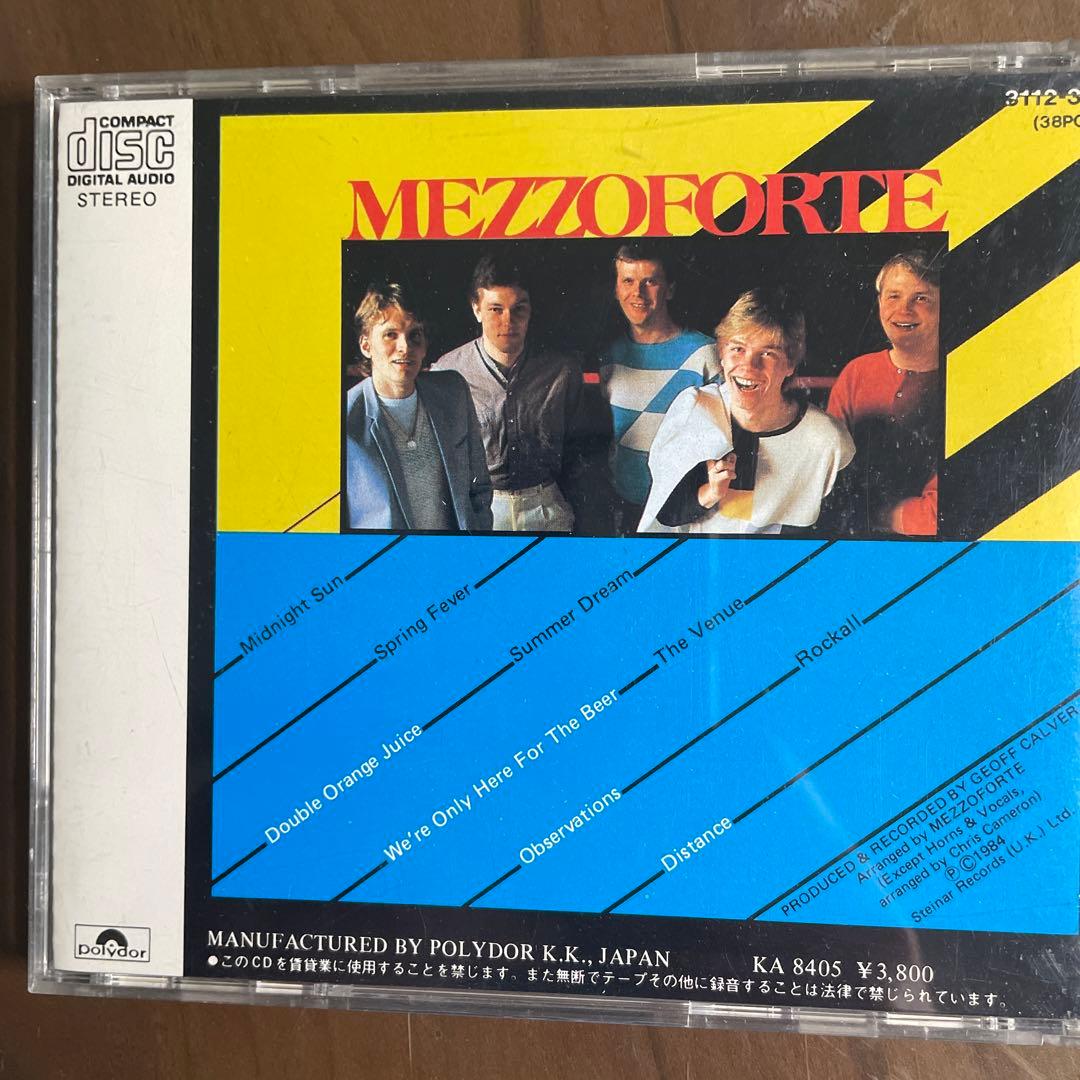 COMPACT
disc
DIGITAL AUDIO
STEREO
3112-3
(38PO
MEZZOFORTE
Midnight Sun
Spring Fever
Summer Dream
The Venue
Rockall
Double Orange Juice
We're Only Here For The Beer
Observations
Distance
PRODUCED & RECORDED BY GEOFF CALVER
Arranged by MEZZOFORTE
(Except Horns & Vocals,
arranged by Chris Cameron)
ⓅⒸ1984
Steinar Records (U.K.) Ltd.
polydor
MANUFACTURED BY POLYDOR K.K., JAPAN
KA 8405 ¥3,800
●このCDを賃貸業に使用することを禁じます。また無断でテープその他に録音することは法律で禁じられています。